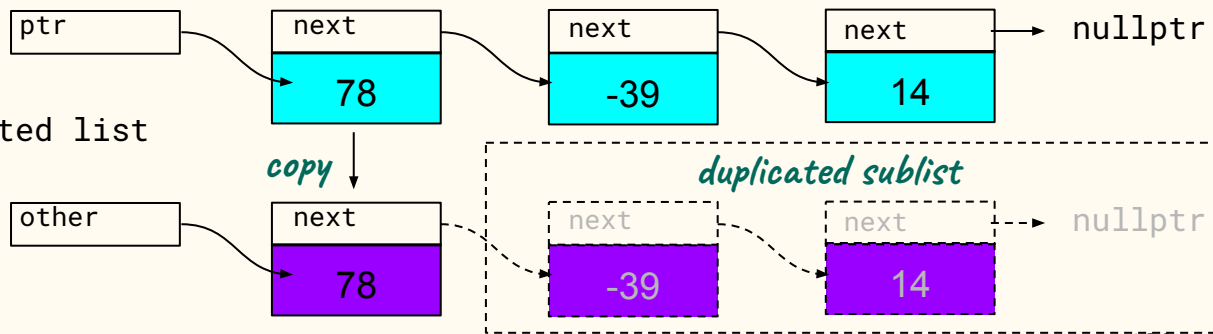 ptr
next
next
next
nullptr
78
-39
14
ted list
copy
duplicated sublist
other
next
next
next
nullptr
78
-39
14